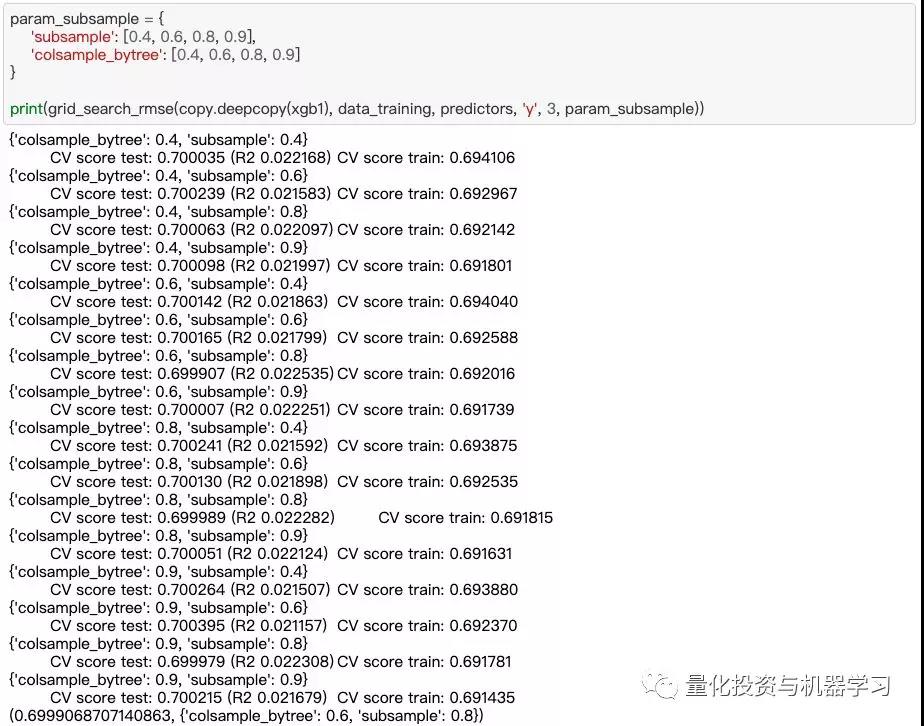 param_subsample = {
'subsample': [0.4, 0.6, 0.8, 0.9],
'colsample_bytree': [0.4, 0.6, 0.8, 0.9]
}
print(grid_search_rmse(copy.deepcopy(xgb1), data_training, predictors, 'y', 3, param_subsample))
{'colsample_bytree': 0.4, 'subsample': 0.4}
CV score test: 0.700035 (R2 0.022168) CV score train: 0.694106
{'colsample_bytree': 0.4, 'subsample': 0.6}
CV score test: 0.700239 (R2 0.021583) CV score train: 0.692967
{'colsample_bytree': 0.4, 'subsample': 0.8}
CV score test: 0.700063 (R2 0.022097) CV score train: 0.692142
{'colsample_bytree': 0.4, 'subsample': 0.9}
CV score test: 0.700098 (R2 0.021997) CV score train: 0.691801
{'colsample_bytree': 0.6, 'subsample': 0.4}
CV score test: 0.700142 (R2 0.021863) CV score train: 0.694040
{'colsample_bytree': 0.6, 'subsample': 0.6}
CV score test: 0.700165 (R2 0.021799) CV score train: 0.692588
{'colsample_bytree': 0.6, 'subsample': 0.8}
CV score test: 0.699907 (R2 0.022535) CV score train: 0.692016
{'colsample_bytree': 0.6, 'subsample': 0.9}
CV score test: 0.700007 (R2 0.022251) CV score train: 0.691739
{'colsample_bytree': 0.8, 'subsample': 0.4}
CV score test: 0.700241 (R2 0.021592) CV score train: 0.693875
{'colsample_bytree': 0.8, 'subsample': 0.6}
CV score test: 0.700130 (R2 0.021898) CV score train: 0.692535
{'colsample_bytree': 0.8, 'subsample': 0.8}
CV score test: 0.699989 (R2 0.022282) CV score train: 0.691815
{'colsample_bytree': 0.8, 'subsample': 0.9}
CV score test: 0.700051 (R2 0.022124) CV score train: 0.691631
{'colsample_bytree': 0.9, 'subsample': 0.4}
CV score test: 0.700264 (R2 0.021507) CV score train: 0.693880
{'colsample_bytree': 0.9, 'subsample': 0.6}
CV score test: 0.700395 (R2 0.021157) CV score train: 0.692370
{'colsample_bytree': 0.9, 'subsample': 0.8}
CV score test: 0.699979 (R2 0.022308) CV score train: 0.691781
{'colsample_bytree': 0.9, 'subsample': 0.9}
CV score test: 0.700215 (R2 0.021679) CV score train: 0.691435
(0.6999068707140863, {'colsample_bytree': 0.6, 'subsample': 0.8})
量化投资与机器学习